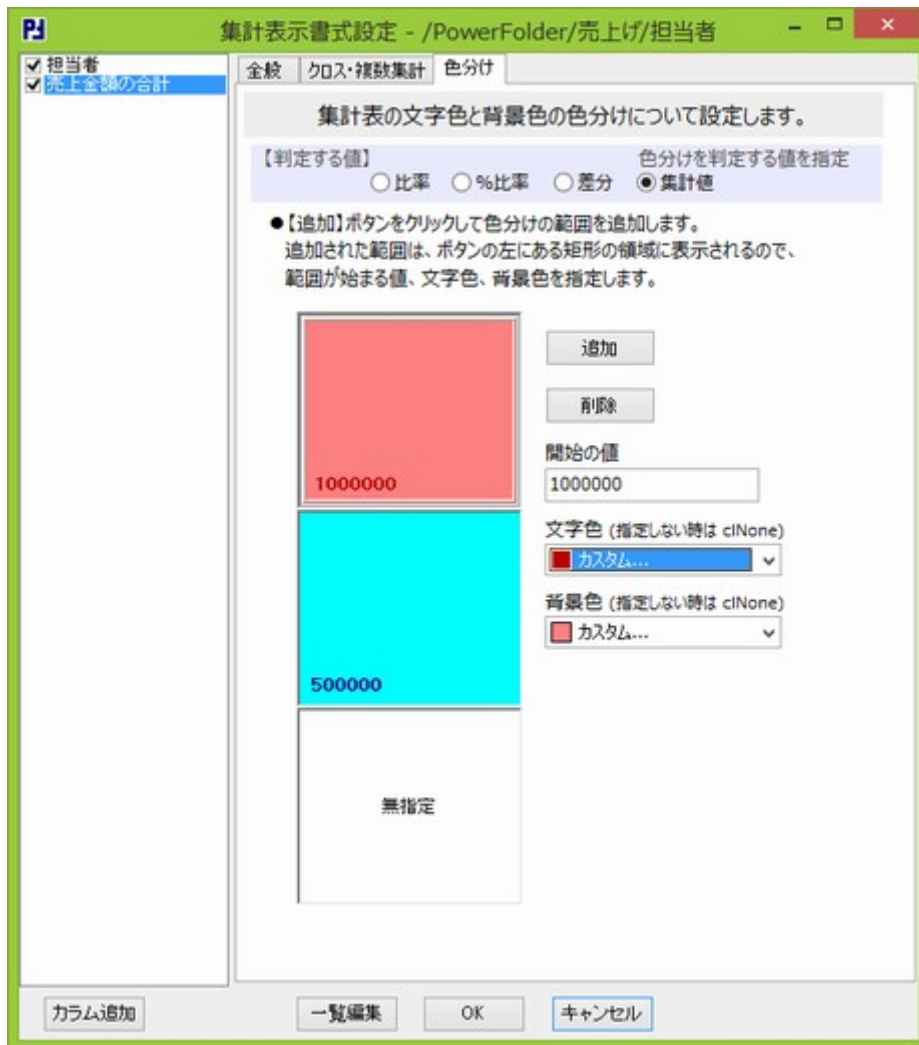 集計表示書式設定 - /PowerFolder/売上げ/担当者
担当者
売上金額の合計
全般 クロス・複数集計 色分け
集計表の文字色と背景色の色分けについて設定します。
【判定する値】 色分けを判定する値を指定
比率 %比率 差分 集計値
●【追加】ボタンをクリックして色分けの範囲を追加します。
追加された範囲は、ボタンの左にある矩形の領域に表示されるので、
範囲が始まる値、文字色、背景色を指定します。
追加
削除
開始の値
1000000
1000000
文字色 (指定しない時は clNone)
カスタム...
背景色 (指定しない時は clNone)
カスタム...
500000
無指定
カラム追加 一覧編集 OK キャンセル